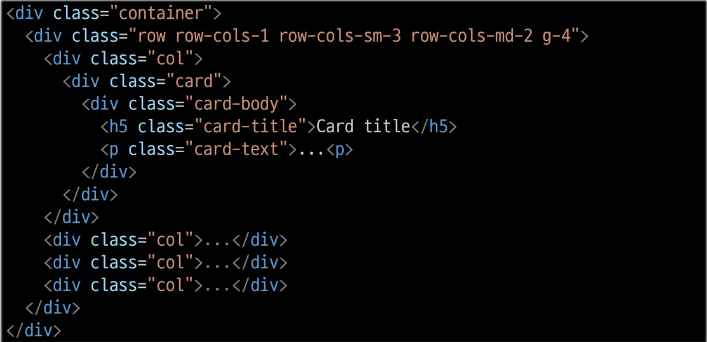 <div class="container">
<div class="row row-cols-1 row-cols-sm-3 row-cols-md-2 g-4">
<div class="col">
<div class="card">
<div class="card-body">
<h5 class="card-title">Card title</h5>
<p class="card-text">...<p>
</div>
</div>
</div>
<div class="col">...</div>
<div class="col">...</div>
<div class="col">...</div>
</div>
</div>